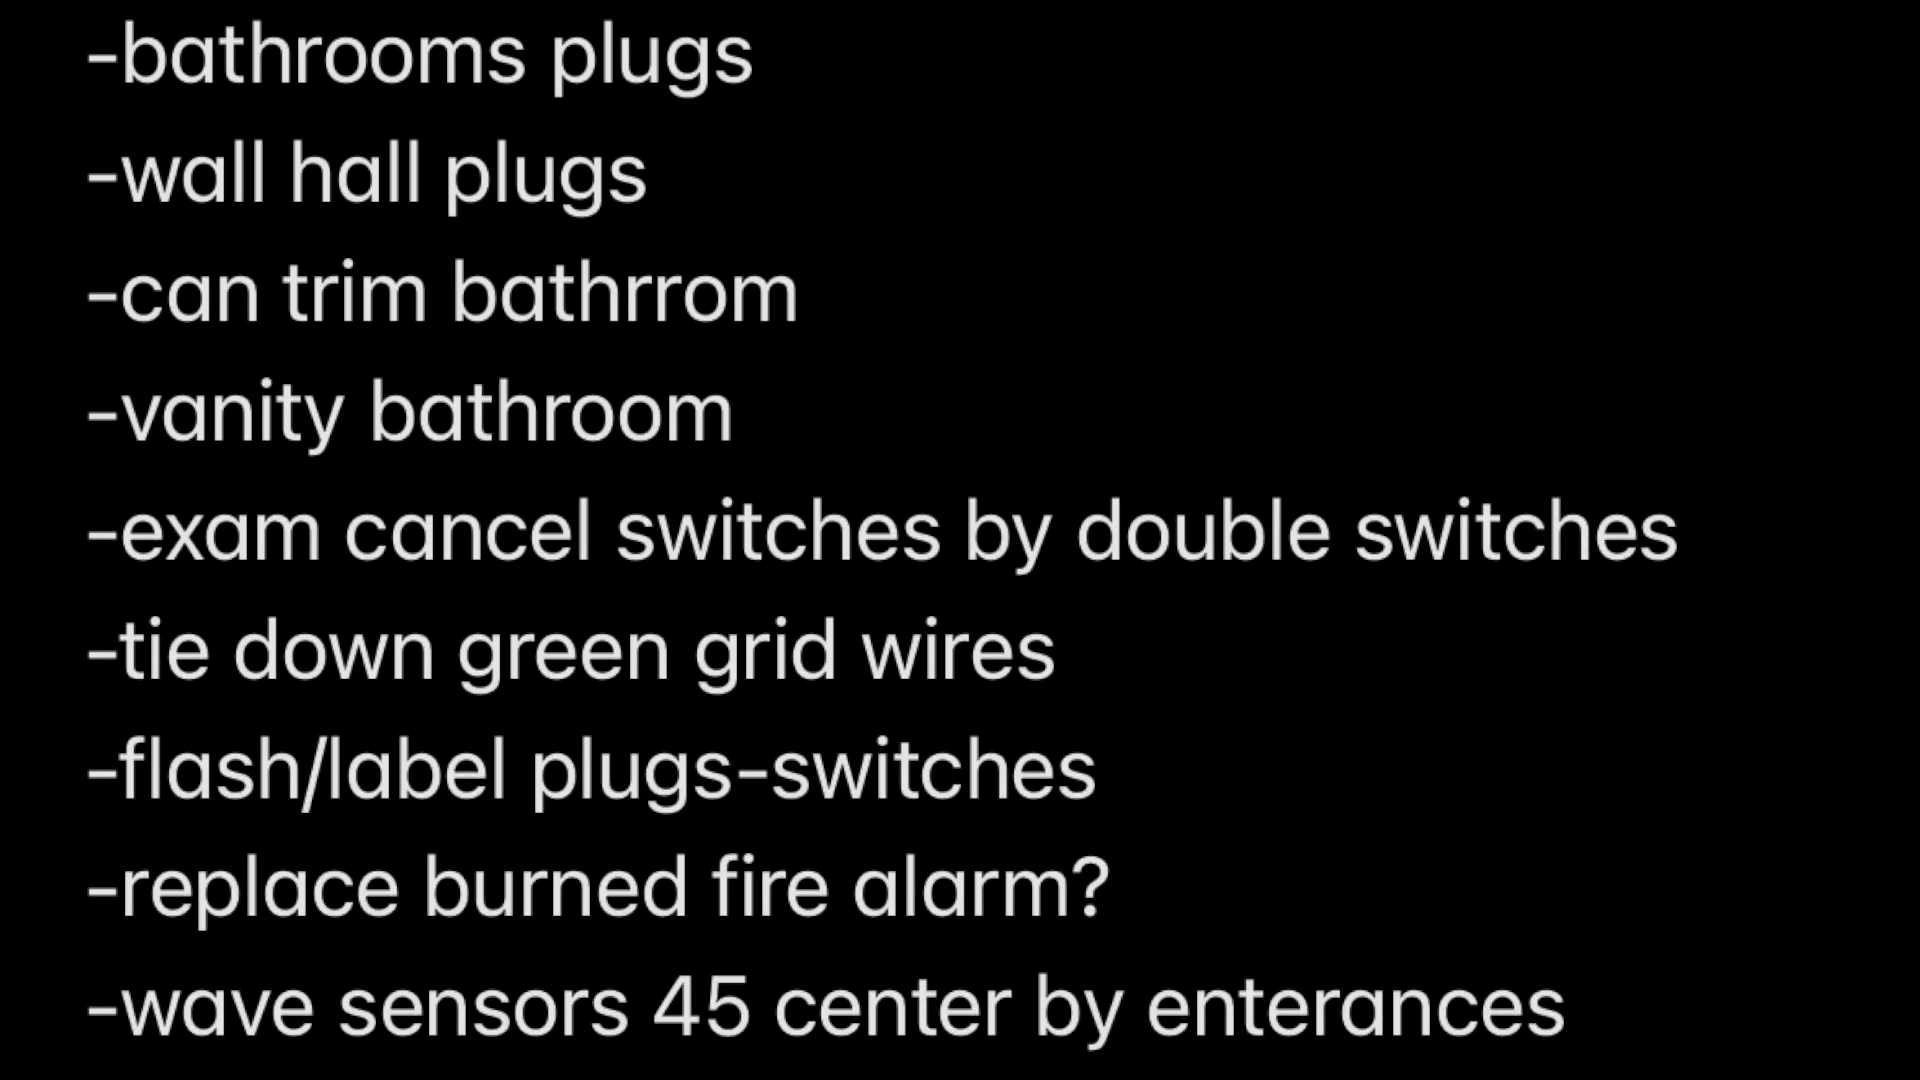 -bathrooms plugs
-wall hall plugs
-can trim bathrrom
-vanity bathroom
-exam cancel switches by double switches
-tie down green grid wires
-flash/label plugs-switches
-replace burned fire alarm?
-wave sensors 45 center by enterances